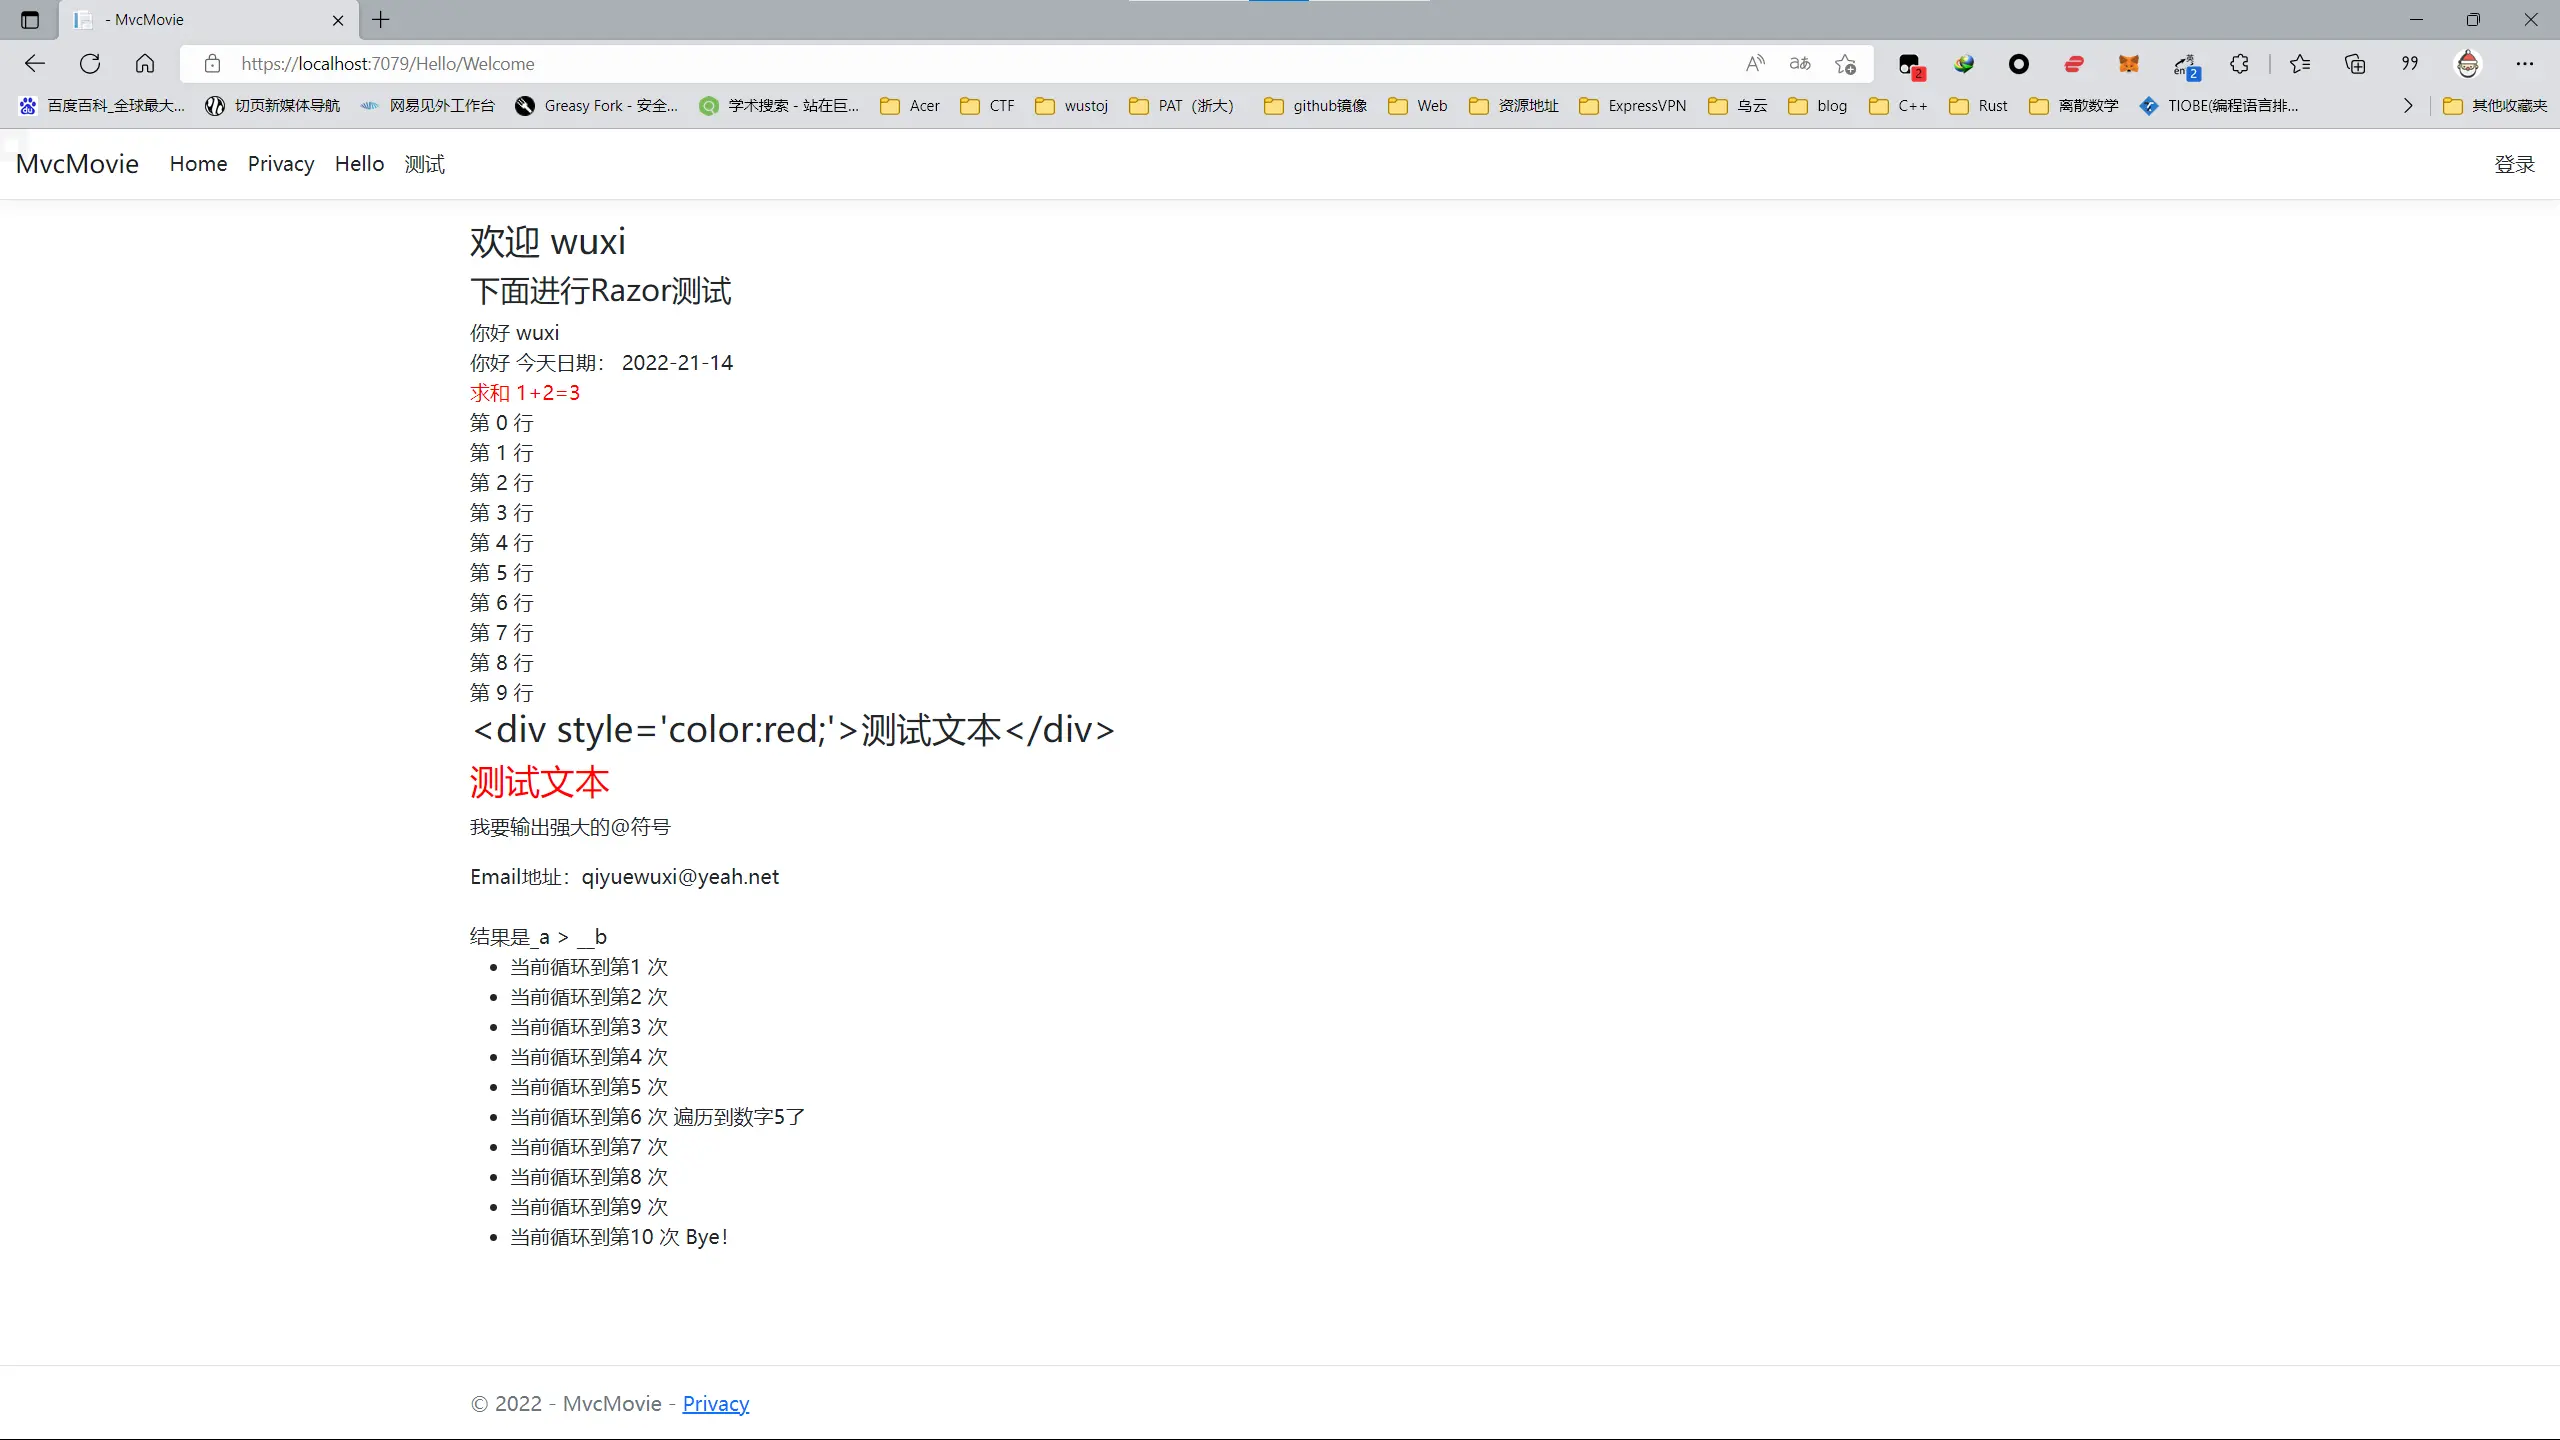 - MvcMovie
https://localhost:7079/Hello/Welcome
百度百科_全球最大... 切页新媒体导航 网易见外工作台 Greasy Fork - 安全... 学术搜索 - 站在巨... Acer CTF wustoj PAT（浙大） github镜像 Web 资源地址 ExpressVPN 乌云 blog C++ Rust 离散数学 TIOBE(编程语言排... 其他收藏夹
MvcMovie Home Privacy Hello 测试 登录
欢迎 wuxi
下面进行Razor测试
你好 wuxi
你好 今天日期： 2022-21-14
求和 1+2=3
第 0 行
第 1 行
第 2 行
第 3 行
第 4 行
第 5 行
第 6 行
第 7 行
第 8 行
第 9 行
<div style='color:red;'>测试文本</div>
测试文本
我要输出强大的@符号
Email地址：qiyuewuxi@yeah.net
结果是_a > __b
• 当前循环到第1 次
• 当前循环到第2 次
• 当前循环到第3 次
• 当前循环到第4 次
• 当前循环到第5 次
• 当前循环到第6 次 遍历到数字5了
• 当前循环到第7 次
• 当前循环到第8 次
• 当前循环到第9 次
• 当前循环到第10 次 Bye！
© 2022 - MvcMovie - Privacy